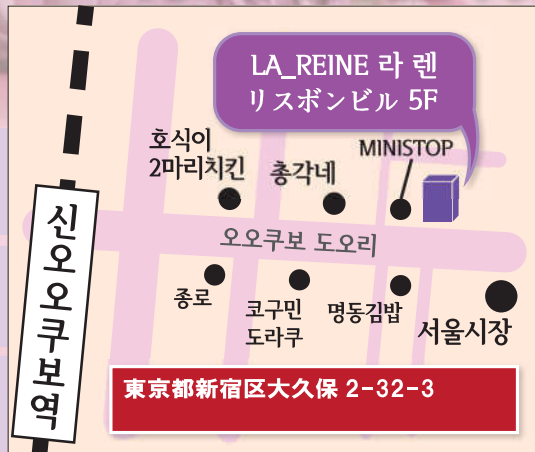 LA_REINE 라 렌
リスボンビル 5F
호식이
2마리치킨
총각네
MINISTOP
오오쿠보 도오리
신오오쿠보역
종로
코구민
도라쿠
명동김밥
서울시장
東京都新宿区大久保 2-32-3